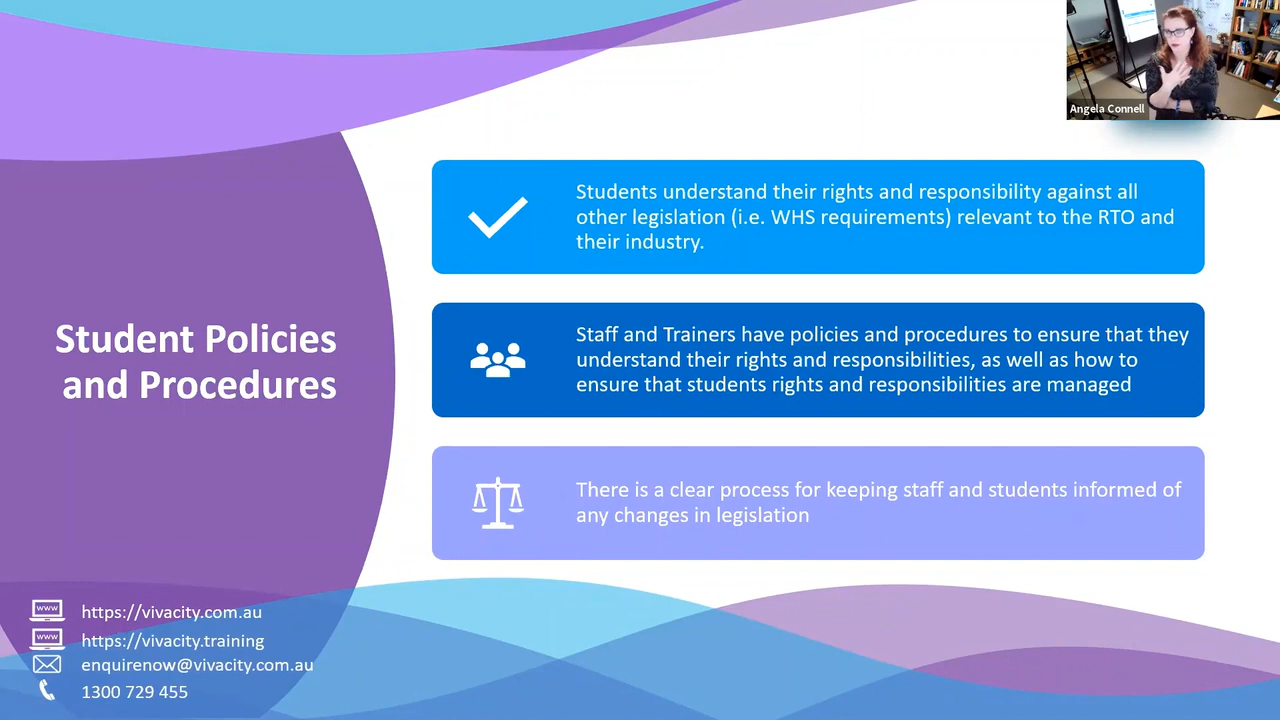 Angela Connell
Students understand their rights and responsibility against all
other legislation (i.e. WHS requirements) relevant to the RTO and
their industry.
Staff and Trainers have policies and procedures to ensure that they
understand their rights and responsibilities, as well as how to
ensure that students rights and responsibilities are managed
There is a clear process for keeping staff and students informed of
any changes in legislation
Student Policies
and Procedures
www
https://vivacity.com.au
www
https://vivacity.training
enquirenow@vivacity.com.au
1300 729 455